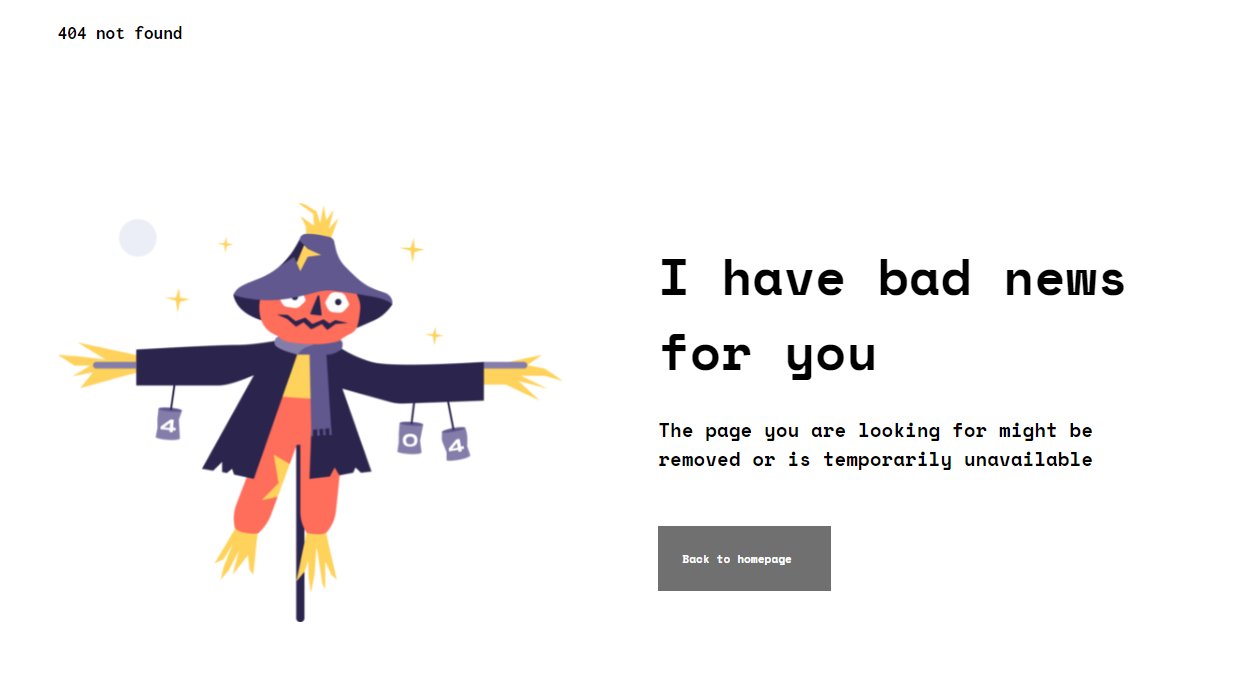 404 not found
I have bad news
for you
The page you are looking for might be
removed or is temporarily unavailable
Back to homepage
4
0
4